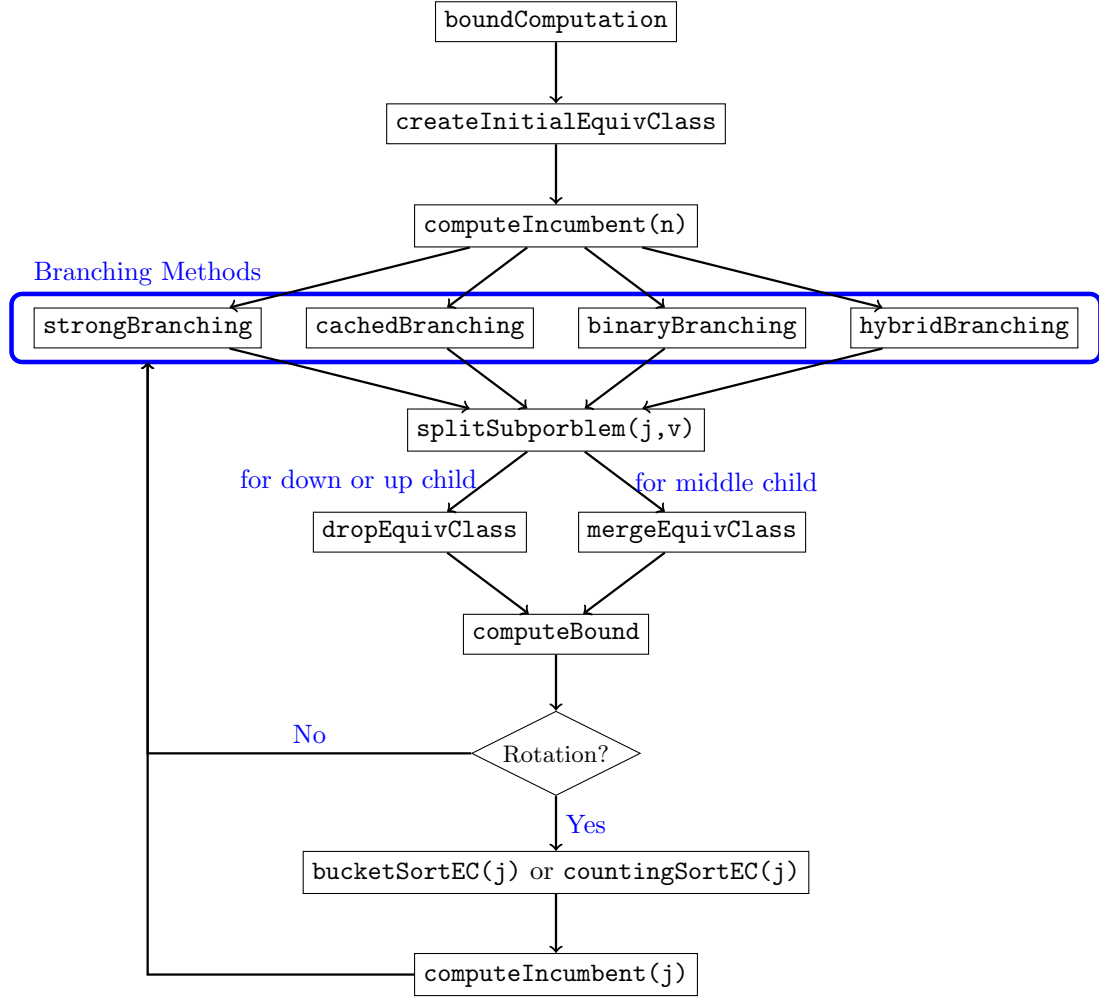 boundComputation
createInitialEquivClass
computeIncumbent(n)
Branching Methods
strongBranching
cachedBranching
binaryBranching
hybridBranching
splitSubporblem(j,v)
for down or up child
for middle child
dropEquivClass
mergeEquivClass
computeBound
No
Rotation?
Yes
bucketSortEC(j) or countingSortEC(j)
computeIncumbent(j)